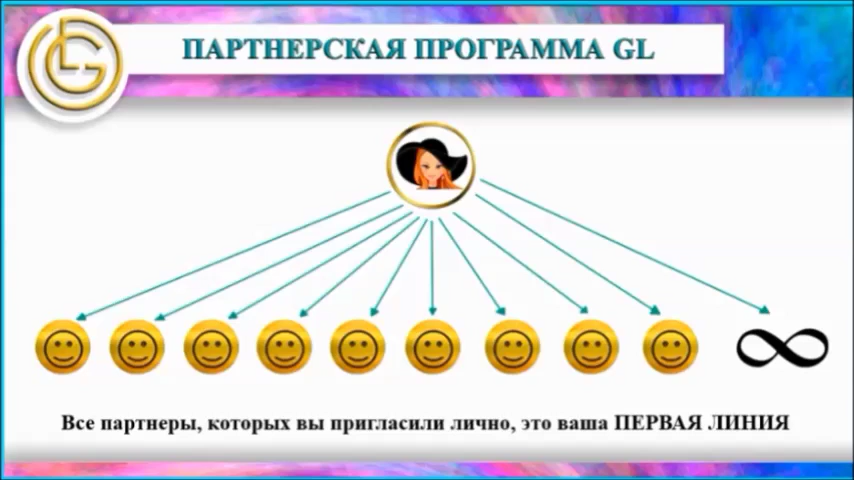 ПАРТНЕРСКАЯ ПРОГРАММА GL
Все партнеры, которых вы пригласили лично, это ваша ПЕРВАЯ ЛИНИЯ